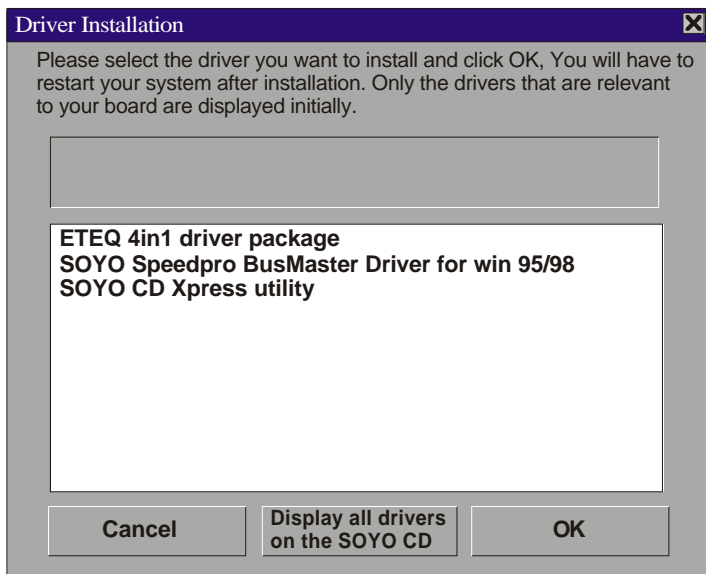 Driver Installation
Please select the driver you want to install and click OK, You will have to
restart your system after installation. Only the drivers that are relevant
to your board are displayed initially.
ETEQ 4in1 driver package
SOYO Speedpro BusMaster Driver for win 95/98
SOYO CD Xpress utility
Cancel
Display all drivers
on the SOYO CD
OK